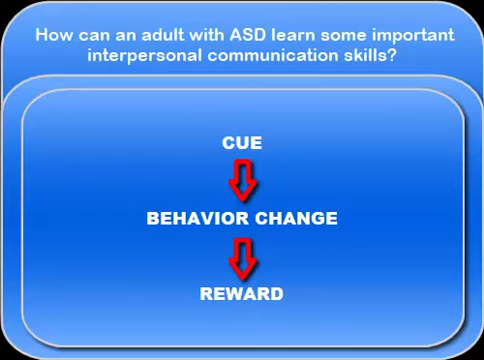 How can an adult with ASD learn some important
interpersonal communication skills?
CUE
BEHAVIOR CHANGE
REWARD